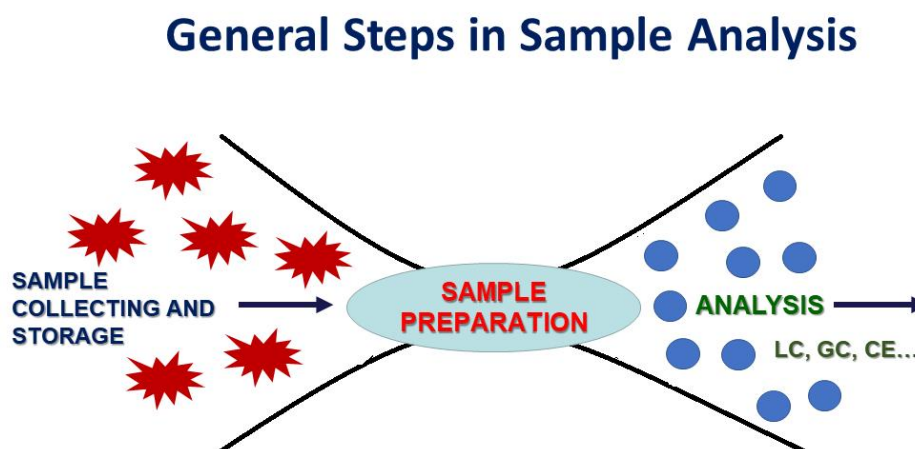 General Steps in Sample Analysis
SAMPLE
COLLECTING AND
STORAGE
SAMPLE
PREPARATION
ANALYSIS
LC, GC, CE...